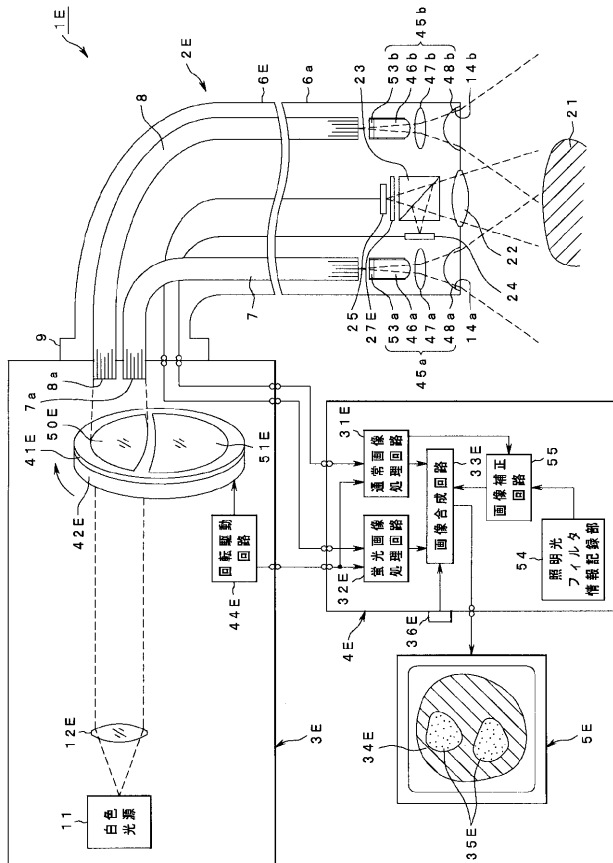 1E
2E
6E
6a
8
9
7
8a
7a
50E
41E
42E
51E
回転駆動
回路
44E
12E
11
白色
光源
3E
53b
46b
45b
47b
48b
14b
23
21
22
24
25
27E
53a
46a
45a
47a
48a
14a
31E
通常画像
処理回路
蛍光画像
処理回路
32E
画像合成回路
33E
画像補正
回路
55
54
照明光
フィルタ
情報記録部
36E
4E
34E
35E
5E